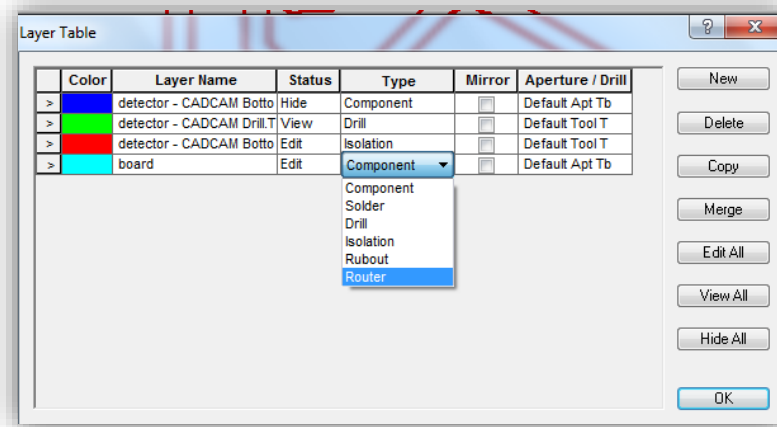 Layer Table
Color Layer Name Status Type Mirror Aperture / Drill
> detector - CADCAM Botto Hide Component Default Apt Tb
> detector - CADCAM Drill.T View Drill Default Tool T
> detector - CADCAM Botto Edit Isolation Default Tool T
> board Edit Component Default Apt Tb
Component
Solder
Drill
Isolation
Rubout
Router
New
Delete
Copy
Merge
Edit All
View All
Hide All
OK